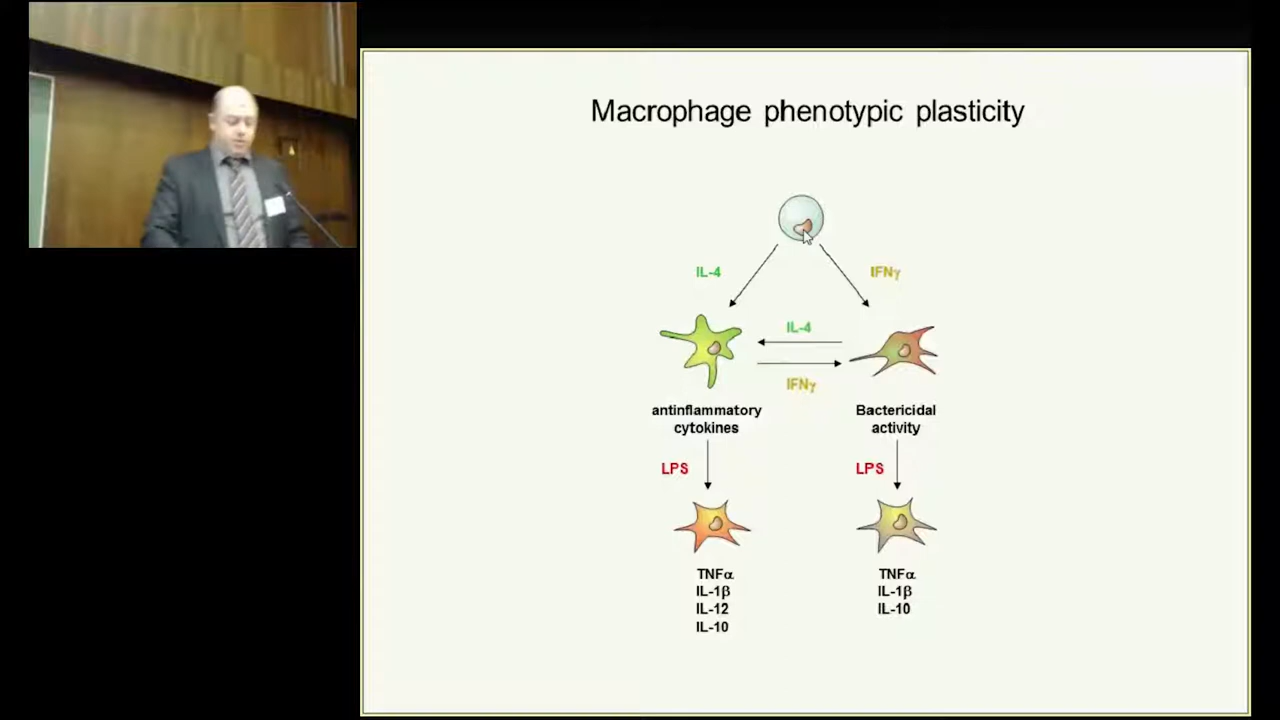 Macrophage phenotypic plasticity
IL-4
IFNγ
IL-4
IFNγ
antinflammatory
cytokines
Bactericidal
activity
LPS
LPS
TNFα
IL-1β
IL-12
IL-10
TNFα
IL-1β
IL-10